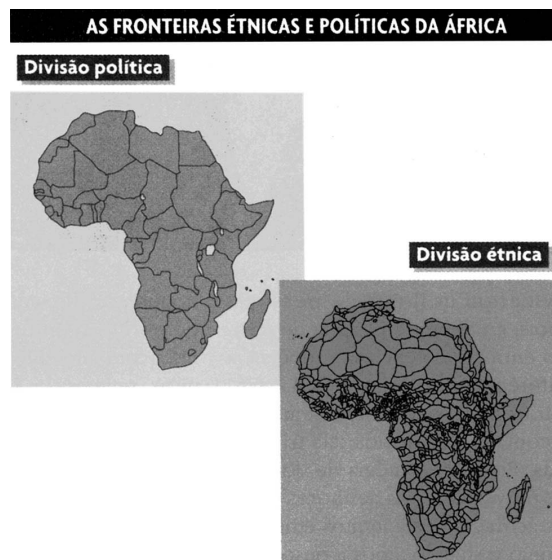 AS FRONTEIRAS ÉTNICAS E POLÍTICAS DA ÁFRICA
Divisão política
Divisão étnica